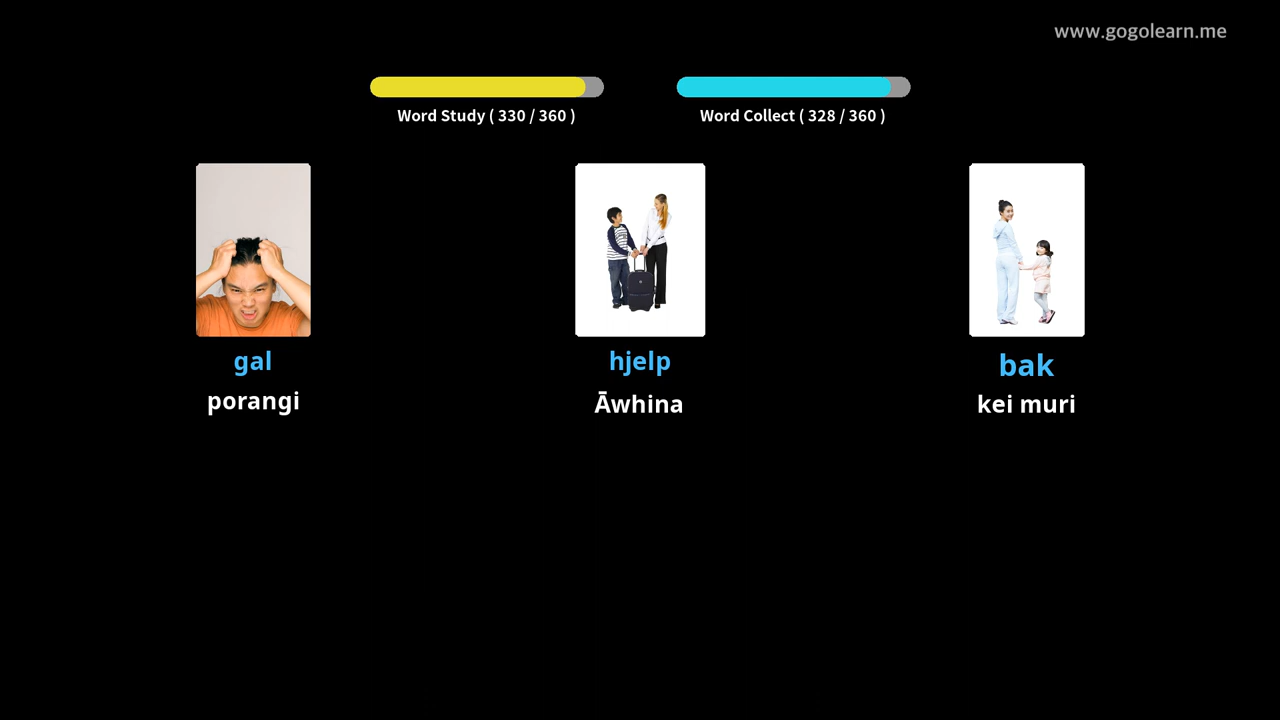 www.gogolearn.me
Word Study ( 330 / 360 )
Word Collect ( 328 / 360 )
gal
hjelp
bak
porangi
Āwhina
kei muri